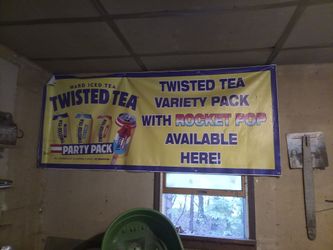 HARD ICED TEA
TWISTED TEA
PARTY PACK
TWISTED TEA
VARIETY PACK
WITH ROCKET POP
AVAILABLE
HERE!